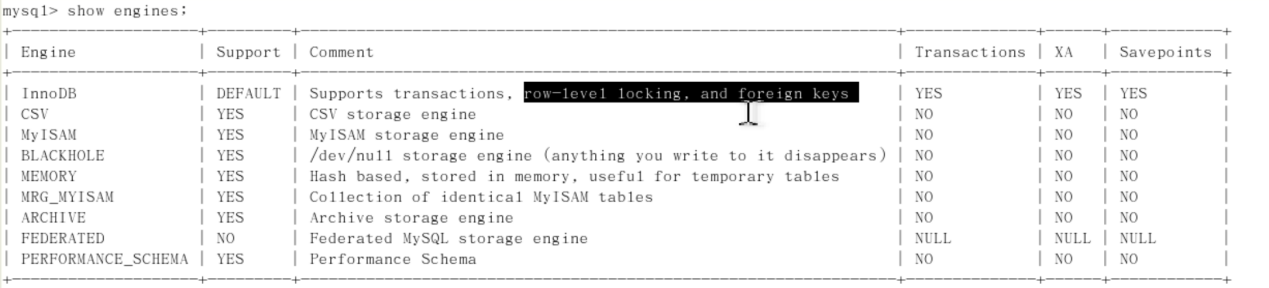 mysql> show engines;
| Engine | Support | Comment | Transactions | XA | Savepoints |
| InnoDB | DEFAULT | Supports transactions, row-level locking, and foreign keys | YES | YES | YES |
| CSV | YES | CSV storage engine | NO | NO | NO |
| MyISAM | YES | MyISAM storage engine | NO | NO | NO |
| BLACKHOLE | YES | /dev/null storage engine (anything you write to it disappears) | NO | NO | NO |
| MEMORY | YES | Hash based, stored in memory, useful for temporary tables | NO | NO | NO |
| MRG_MYISAM | YES | Collection of identical MyISAM tables | NO | NO | NO |
| ARCHIVE | YES | Archive storage engine | NO | NO | NO |
| FEDERATED | NO | Federated MySQL storage engine | NULL | NULL | NULL |
| PERFORMANCE_SCHEMA | YES | Performance Schema | NO | NO | NO |